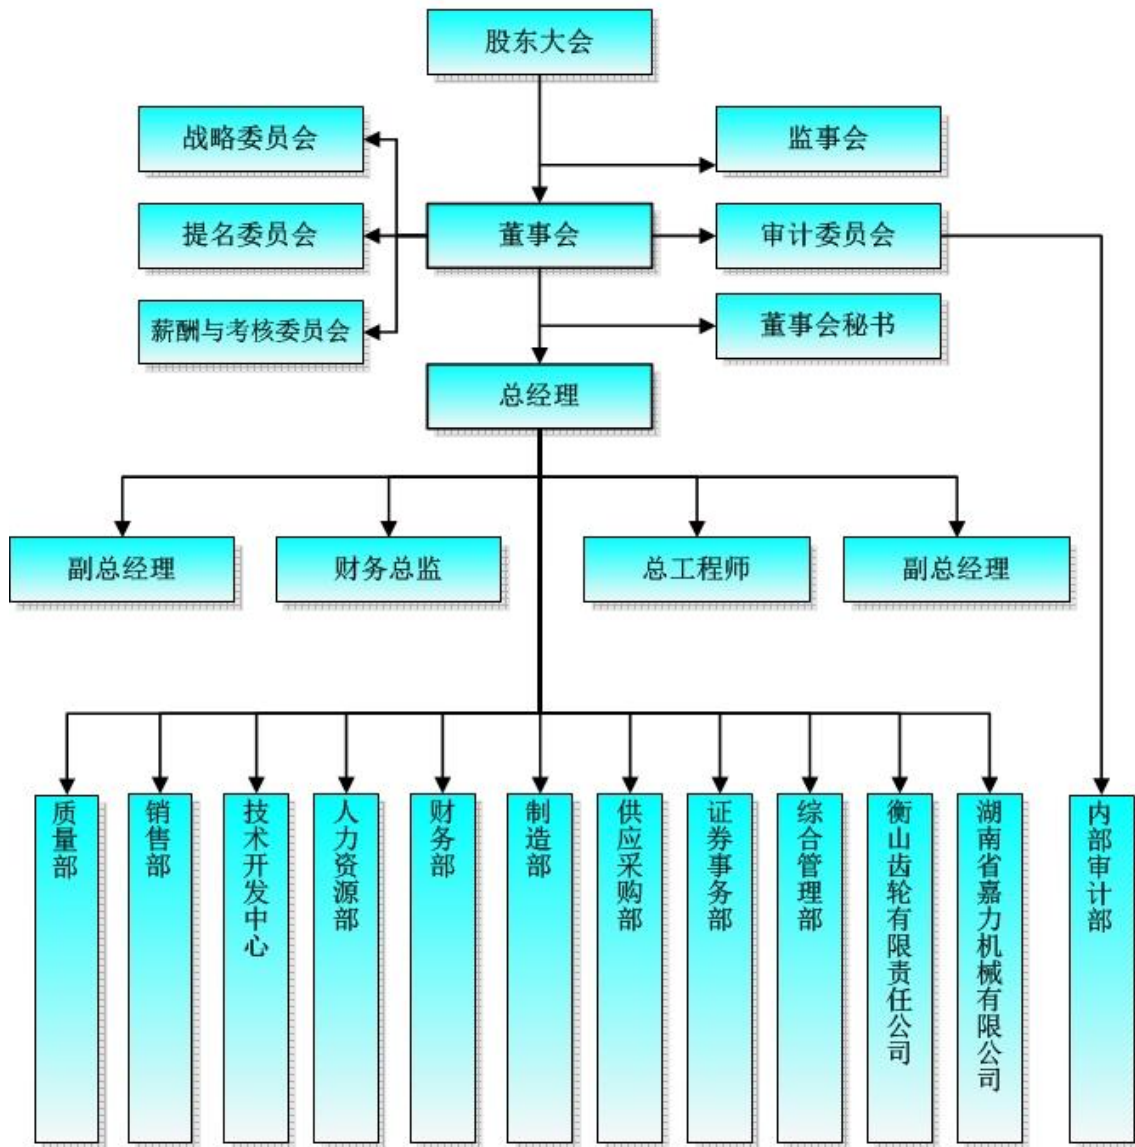 股东大会
战略委员会
监事会
提名委员会
董事会
审计委员会
薪酬与考核委员会
董事会秘书
总经理
副总经理
财务总监
总工程师
副总经理
质量部
销售部
技术开发中心
人力资源部
财务部
制造部
供应采购部
证券事务部
综合管理部
衡山齿轮有限责任公司
湖南省嘉力机械有限公司
内部审计部